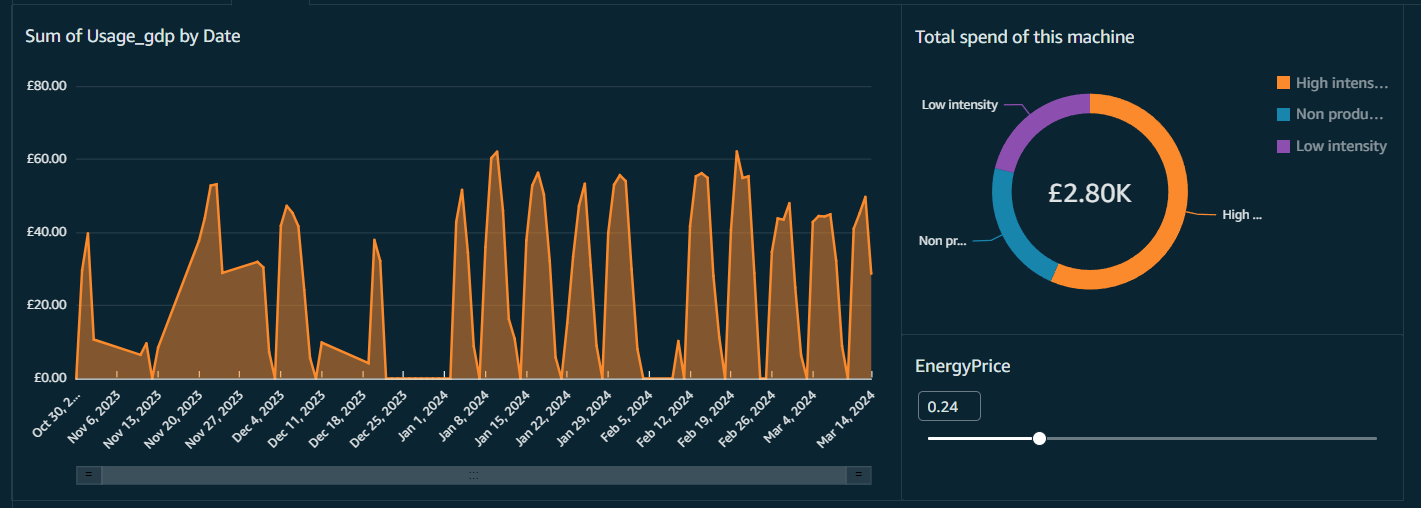 Sum of Usage_gdp by Date
£80.00
£60.00
£40.00
£20.00
£0.00
Oct 30, 2...
Nov 6, 2023
Nov 13, 2023
Nov 20, 2023
Nov 27, 2023
Dec 4, 2023
Dec 11, 2023
Dec 18, 2023
Dec 25, 2023
Jan 1, 2024
Jan 8, 2024
Jan 15, 2024
Jan 22, 2024
Jan 29, 2024
Feb 5, 2024
Feb 12, 2024
Feb 19, 2024
Feb 26, 2024
Mar 4, 2024
Mar 14, 2024
Total spend of this machine
High intens...
Non produ...
Low intensity
Low intensity
£2.80K
High ...
Non pr...
EnergyPrice
0.24